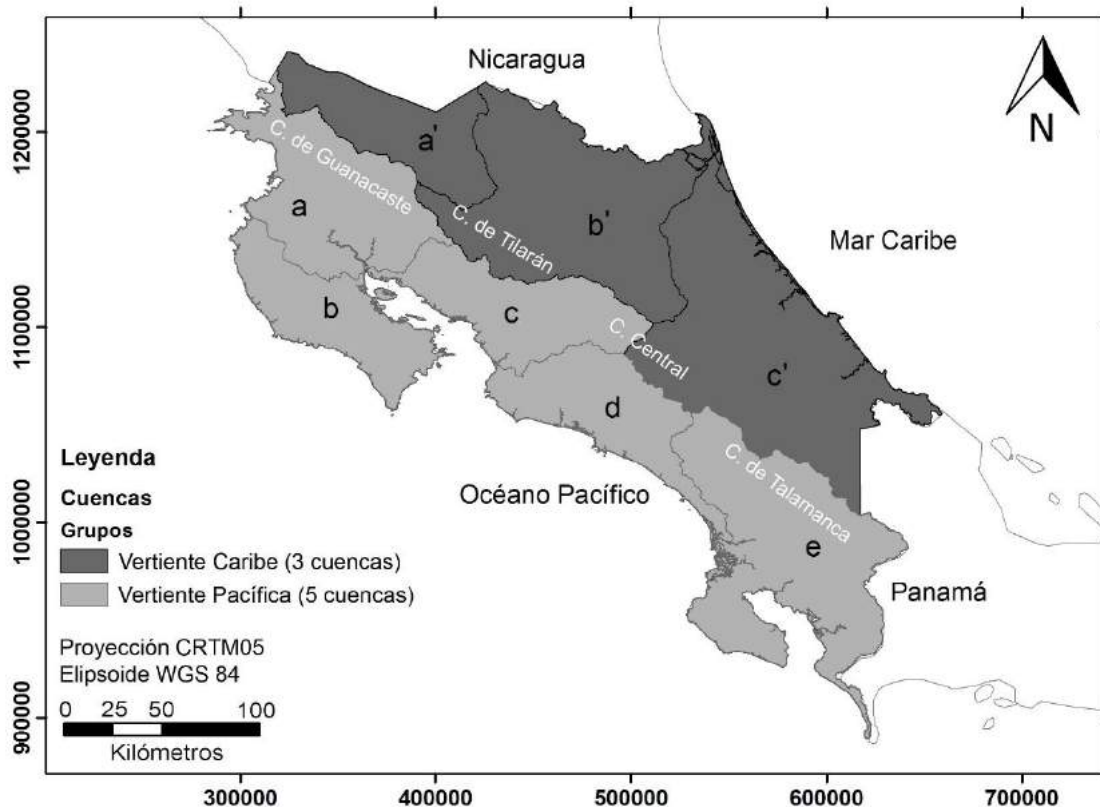 Nicaragua
N
1200000
a'
C. de Guanacaste
a
C. de Tilarán
b'
Mar Caribe
b
1100000
c
C. Central
c'
d
Leyenda
C. de Talamanca
Cuencas
Océano Pacífico
Grupos
1000000
Vertiente Caribe (3 cuencas)
e
Vertiente Pacífica (5 cuencas)
Panamá
Proyección CRTM05
Elipsoide WGS 84
0 25 50 100
900000
Kilómetros
300000 400000 500000 600000 700000